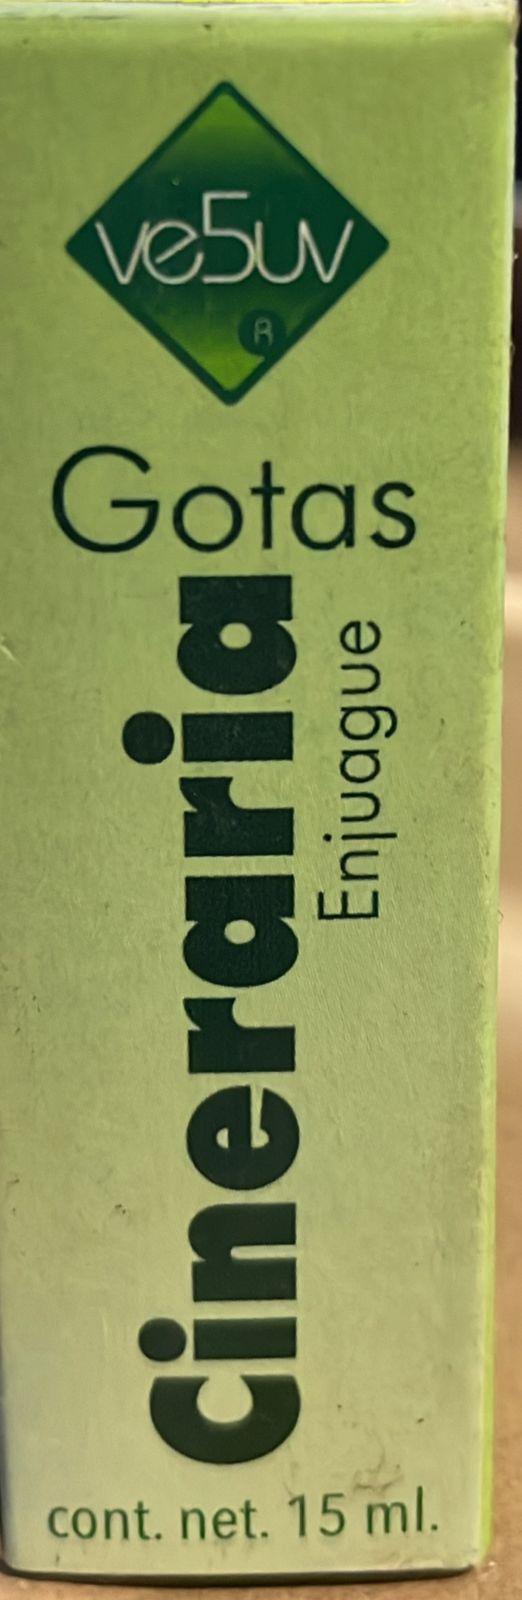 ve5uv
®
Gotas
Cineraria
Enjuague
cont. net. 15 ml.